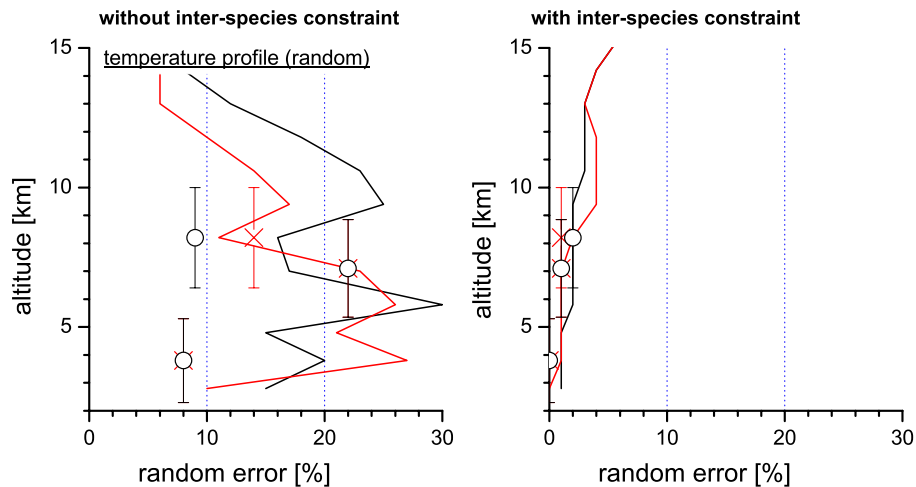 without inter-species constraint
with inter-species constraint
temperature profile (random)
15
10
5
altitude [km]
0
10
20
30
random error [%]
15
10
5
altitude [km]
0
10
20
30
random error [%]